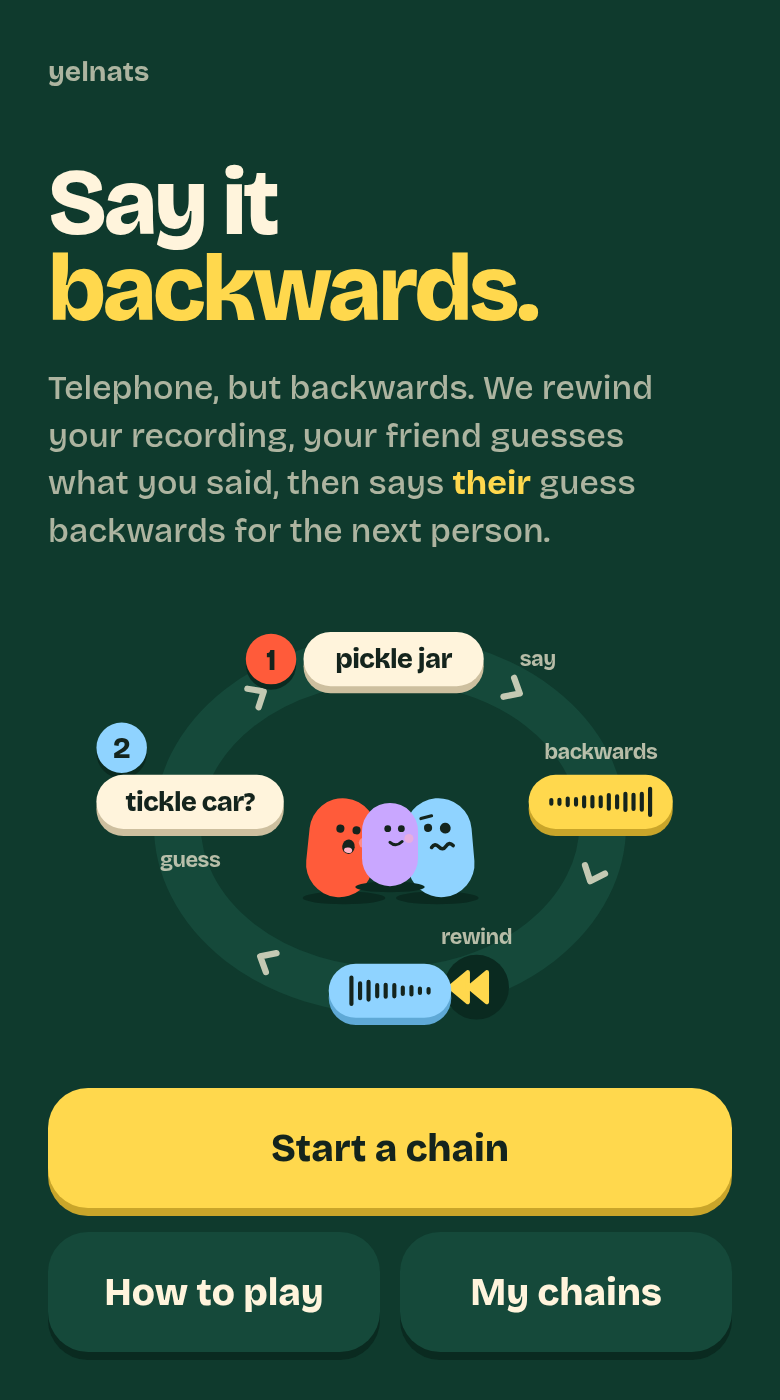 yelnats
Say it
backwards.
Telephone, but backwards. We rewind
your recording, your friend guesses
what you said, then says their guess
backwards for the next person.
1
pickle jar
say
2
backwards
tickle car?
guess
rewind
Start a chain
How to play
My chains